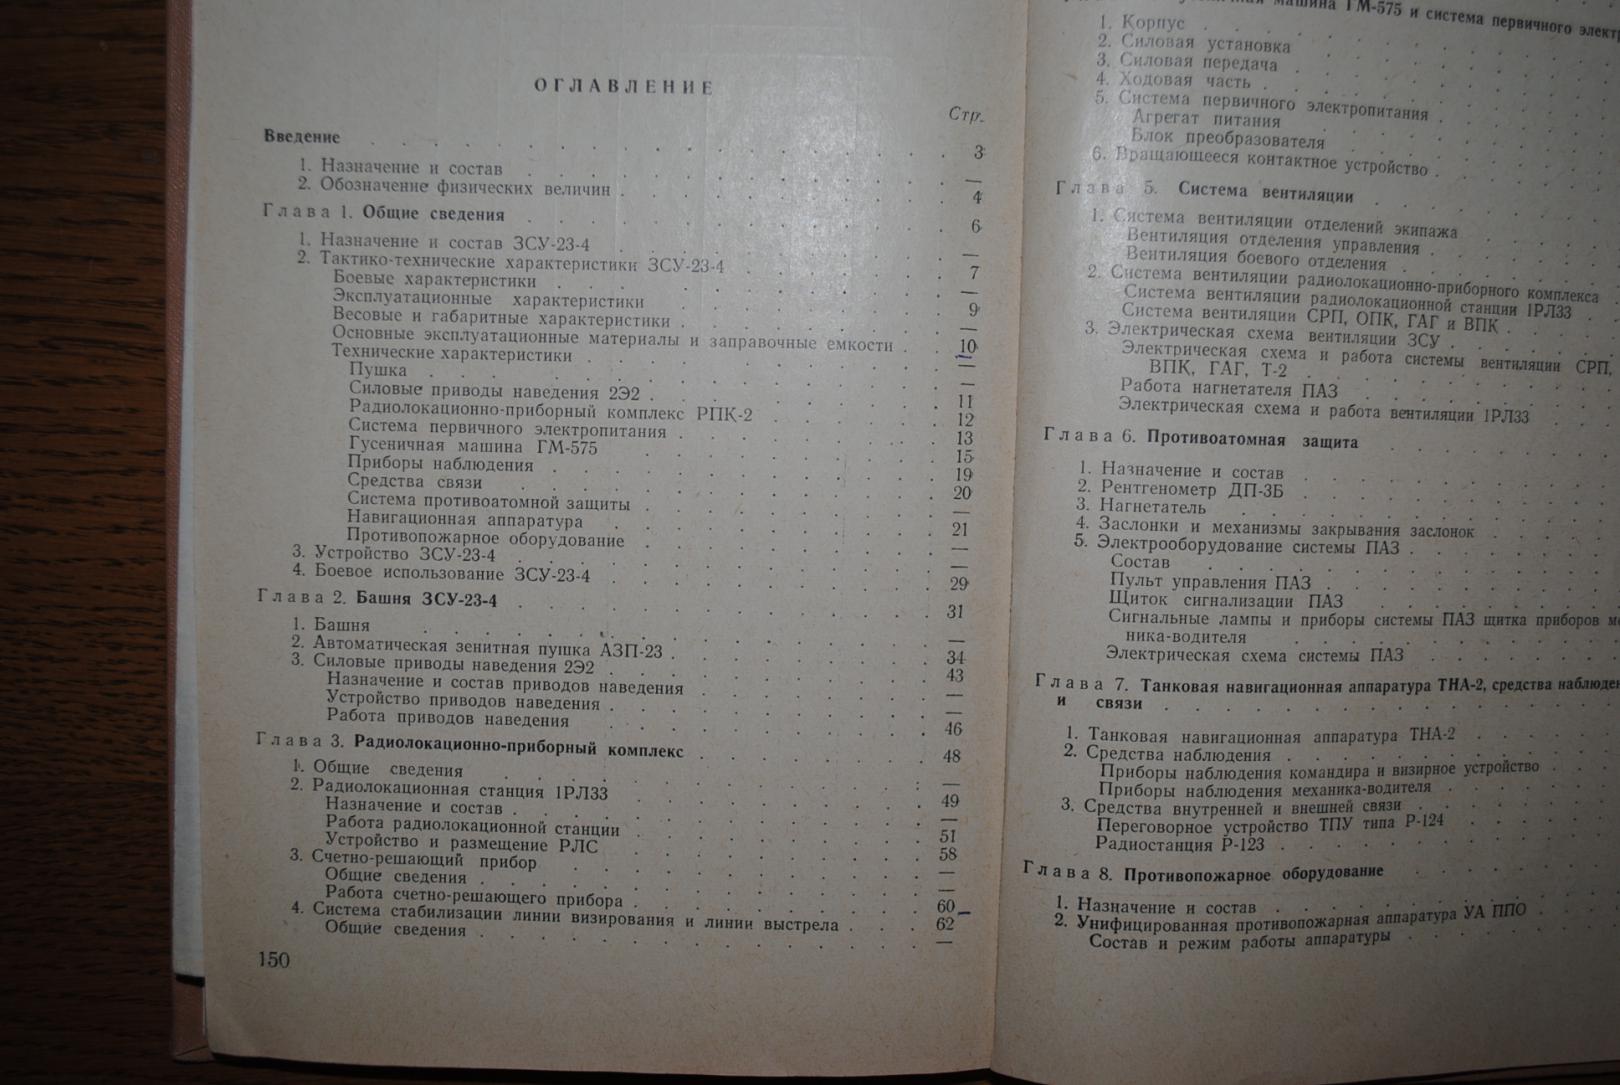 ОГЛАВЛЕНИЕ
Стр.
Введение . . . 3
1. Назначение и состав . . . —
2. Обозначение физических величин . . . 4
Глава 1. Общие сведения . . . 6
1. Назначение и состав ЗСУ-23-4 . . . —
2. Тактико-технические характеристики ЗСУ-23-4 . . . 7
Боевые характеристики . . . —
Эксплуатационные характеристики . . . 9
Весовые и габаритные характеристики . . . —
Основные эксплуатационные материалы и заправочные емкости . . 10
Технические характеристики . . . —
Пушка . . . —
Силовые приводы наведения 2Э2 . . . 11
Радиолокационно-приборный комплекс РПК-2 . . . 12
Система первичного электропитания . . . 13
Гусеничная машина ГМ-575 . . . 15
Приборы наблюдения . . . 19
Средства связи . . . 20
Система противоатомной защиты . . . —
Навигационная аппаратура . . . 21
Противопожарное оборудование . . . —
3. Устройство ЗСУ-23-4 . . . —
4. Боевое использование ЗСУ-23-4 . . . 29
Глава 2. Башня ЗСУ-23-4 . . . 31
1. Башня . . . —
2. Автоматическая зенитная пушка АЗП-23 . . . 34
3. Силовые приводы наведения 2Э2 . . . 43
Назначение и состав приводов наведения . . . —
Устройство приводов наведения . . . —
Работа приводов наведения . . . 46
Глава 3. Радиолокационно-приборный комплекс . . . 48
1. Общие сведения . . . —
2. Радиолокационная станция 1РЛ33 . . . 49
Назначение и состав . . . —
Работа радиолокационной станции . . . 51
Устройство и размещение РЛС . . . 58
3. Счетно-решающий прибор . . . —
Общие сведения . . . —
Работа счетно-решающего прибора . . . 60
4. Система стабилизации линии визирования и линии выстрела . . . 62
Общие сведения . . . —
150
машина ГМ-575 и система первичного
1. Корпус . . .
2. Силовая установка . . .
3. Силовая передача . . .
4. Ходовая часть . . .
5. Система первичного электропитания . . .
Агрегат питания . . .
Блок преобразователя . . .
6. Вращающееся контактное устройство . . .
Глава 5. Система вентиляции . . .
1. Система вентиляции отделений экипажа . . .
Вентиляция отделения управления . . .
Вентиляция боевого отделения . . .
2. Система вентиляции радиолокационно-приборного комплекса .
Система вентиляции радиолокационной станции 1РЛ33 . .
Система вентиляции СРП, ОПК, ГАГ и ВПК . . .
3. Электрическая схема вентиляции ЗСУ . . .
Электрическая схема и работа системы вентиляции СРП,
ВПК, ГАГ, Т-2 . . .
Работа нагнетателя ПАЗ . . .
Электрическая схема и работа вентиляции 1РЛ33 . . .
Глава 6. Противоатомная защита . . .
1. Назначение и состав . . .
2. Рентгенометр ДП-3Б . . .
3. Нагнетатель . . .
4. Заслонки и механизмы закрывания заслонок . . .
5. Электрооборудование системы ПАЗ . . .
Состав . . .
Пульт управления ПАЗ . . .
Щиток сигнализации ПАЗ . . .
Сигнальные лампы и приборы системы ПАЗ щитка приборов
ника-водителя . . .
Электрическая схема системы ПАЗ . . .
Глава 7. Танковая навигационная аппаратура ТНА-2, средства
и связи . . .
1. Танковая навигационная аппаратура ТНА-2 . . .
2. Средства наблюдения . . .
Приборы наблюдения командира и визирное устройство . . .
Приборы наблюдения механика-водителя . . .
3. Средства внутренней и внешней связи . . .
Переговорное устройство ТПУ типа Р-124 . . .
Радиостанция Р-123 . . .
Глава 8. Противопожарное оборудование . . .
1. Назначение и состав . . .
2. Унифицированная противопожарная аппаратура УА ППО . . .
Состав и режим работы аппаратуры . . .